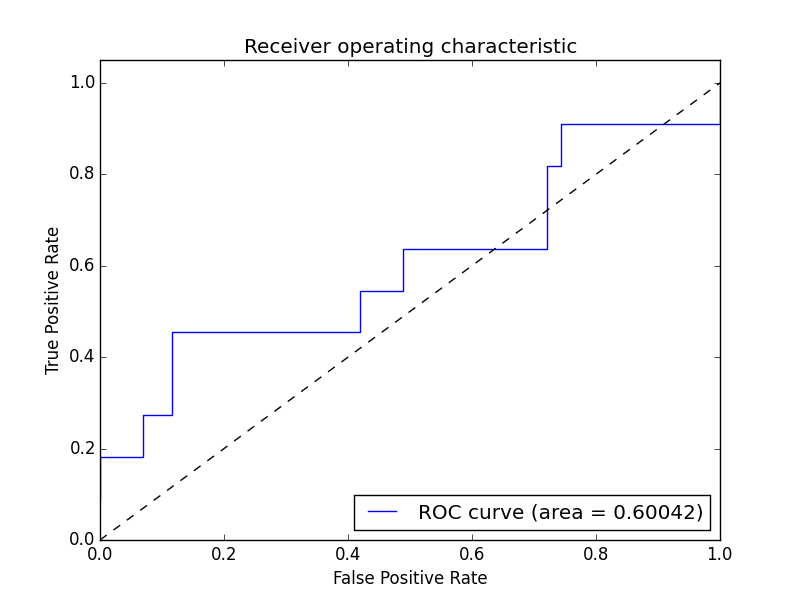 Receiver operating characteristic
True Positive Rate
1.0
0.8
0.6
0.4
0.2
0.0
ROC curve (area = 0.60042)
0.0 0.2 0.4 0.6 0.8 1.0
False Positive Rate